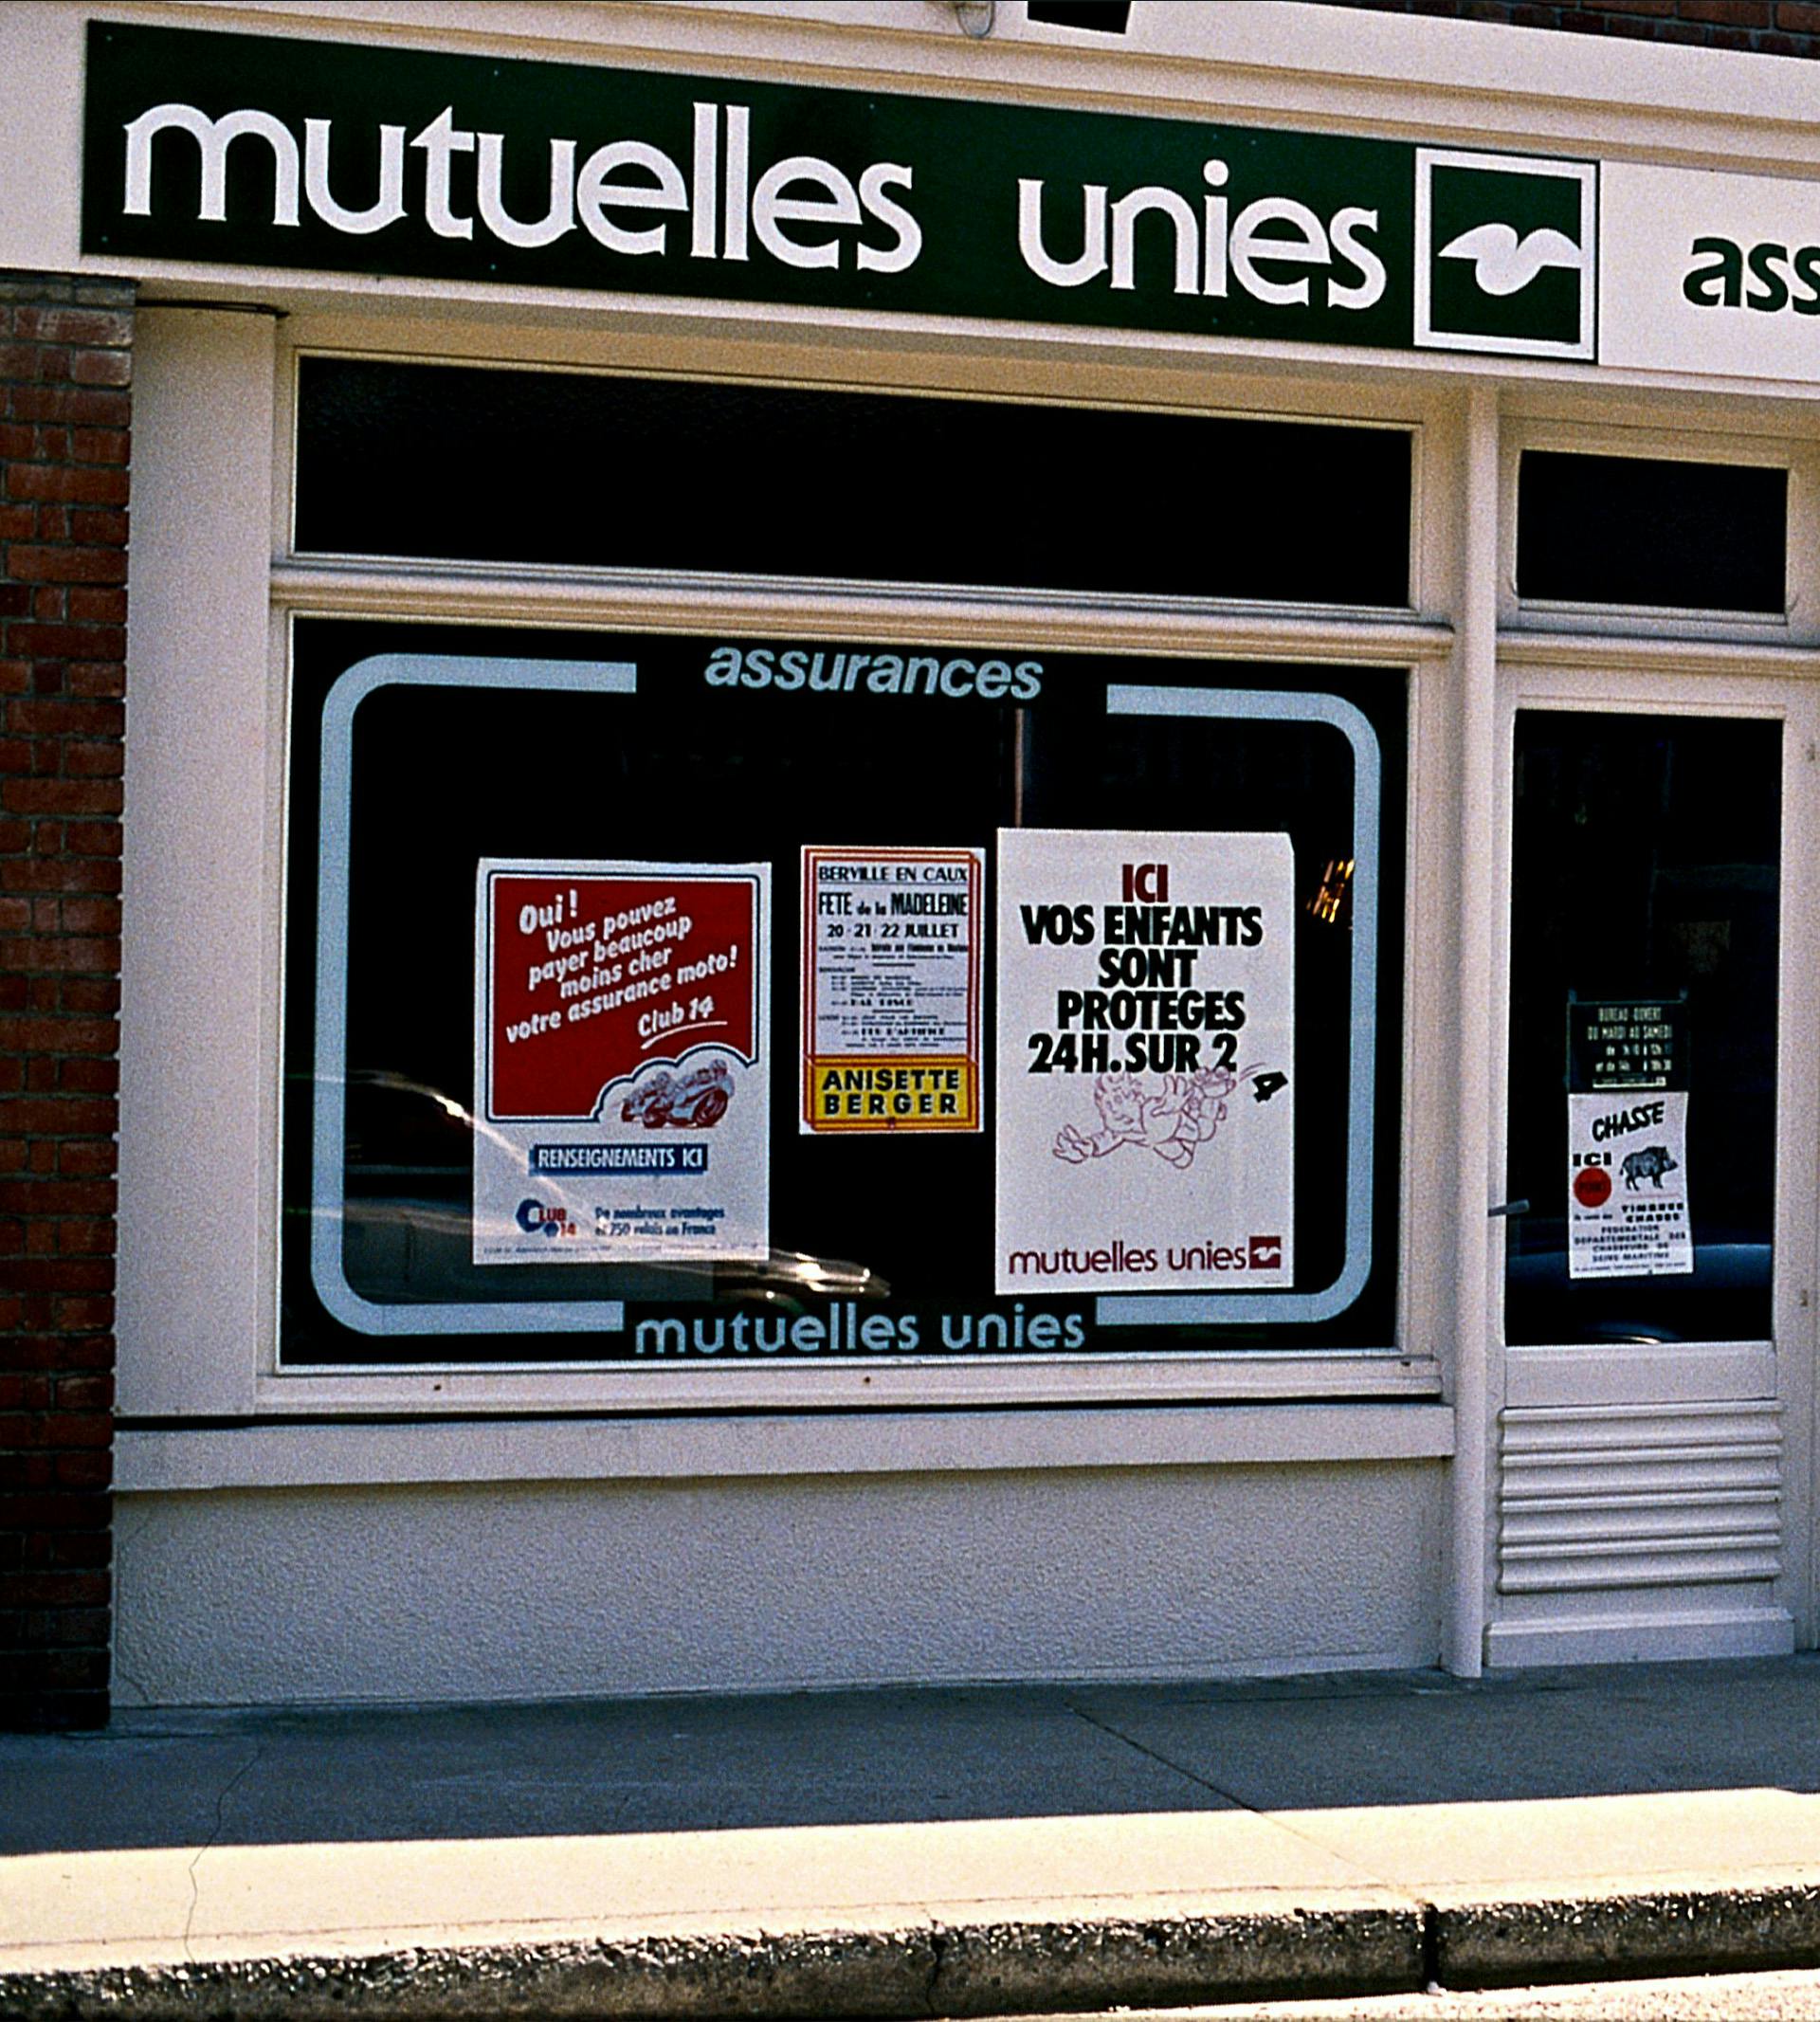 mutuelles unies
ass
assurances
Oui !
Vous pouvez
payer beaucoup
moins cher
votre assurance moto!
Club 14
RENSEIGNEMENTS ICI
CLUB
14
De nombreux avantages
et 750 relais en France
BERVILLE EN CAUX
FETE de la MADELEINE
20 - 21 - 22 JUILLET
ANISETTE
BERGER
ICI
VOS ENFANTS
SONT
PROTEGES
24H.SUR 2
4
mutuelles unies
mutuelles unies
BUREAU OUVERT
DU MARDI AU SAMEDI
CHASSE
ICI
TIMBRES
CHASSE
FEDERATION
DEPARTEMENTALE DES
CHASSEURS DE
SEINE-MARITIME